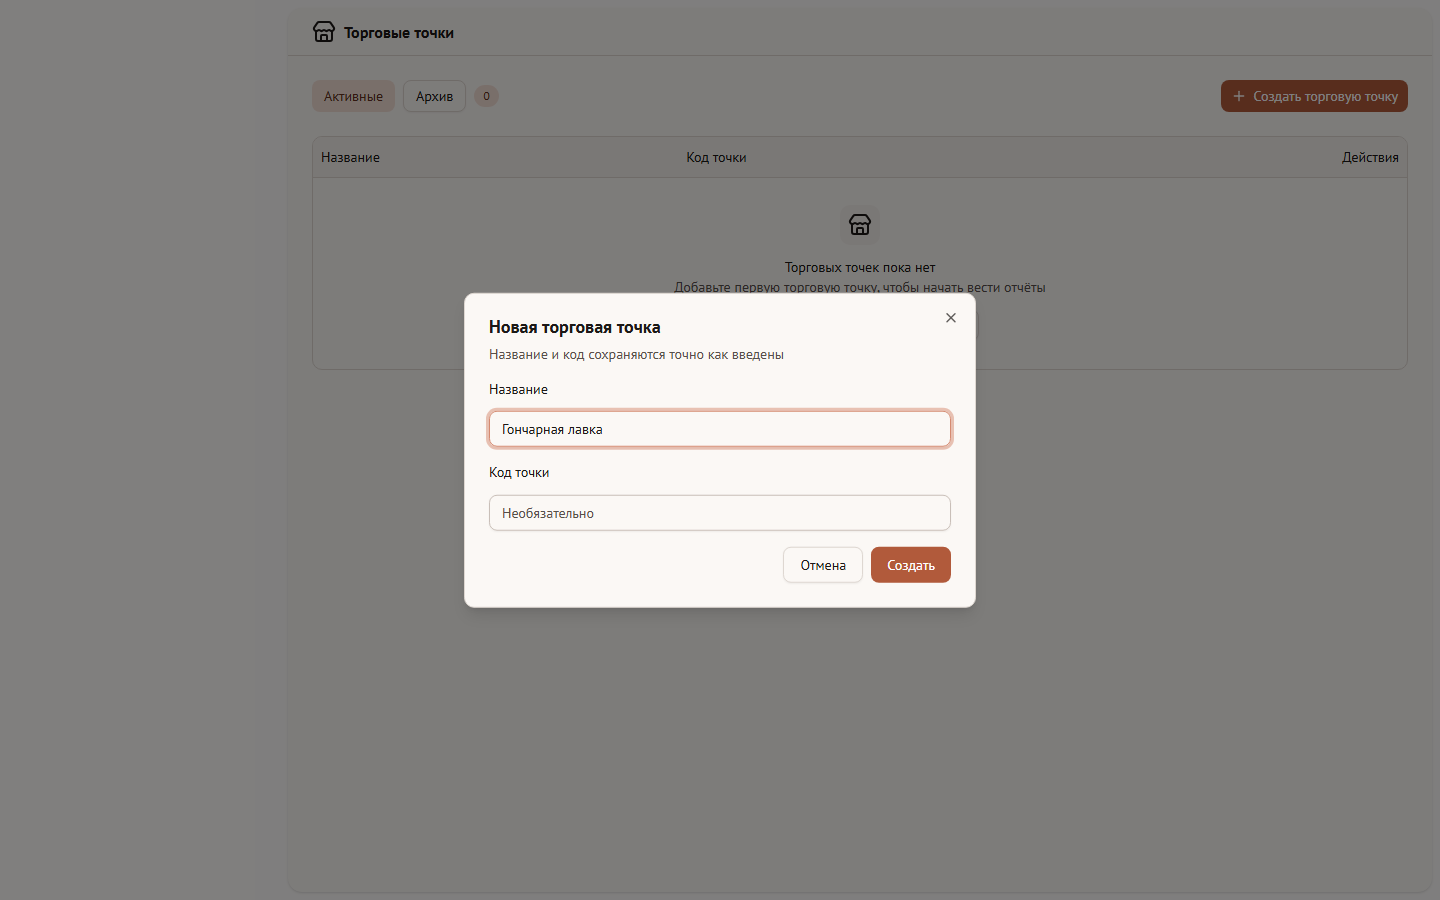 Торговые точки
Активные
Архив
0
Создать торговую точку
Название
Код точки
Действия
Торговых точек пока нет
Добавьте первую торговую точку, чтобы начать вести отчёты
Новая торговая точка
Название и код сохраняются точно как введены
Название
Гончарная лавка
Код точки
Необязательно
Отмена
Создать